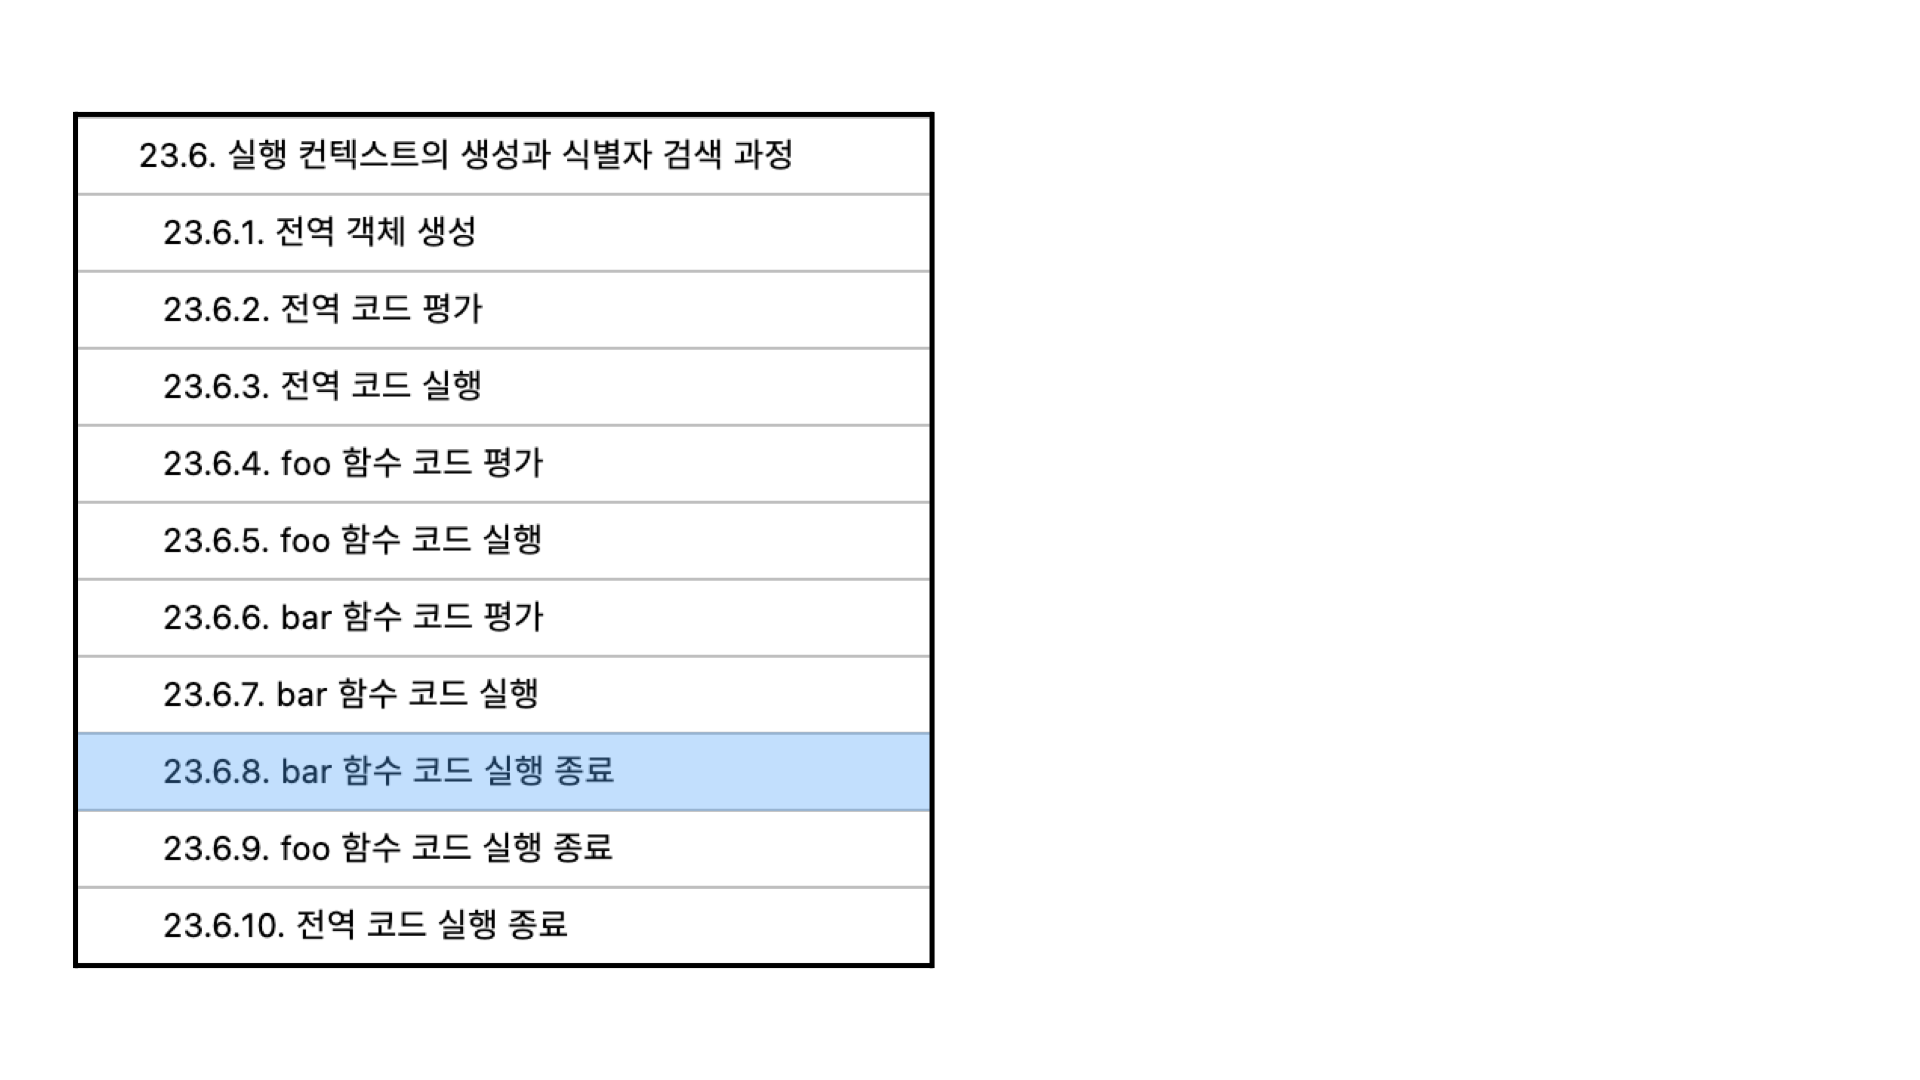 23.6. 실행 컨텍스트의 생성과 식별자 검색 과정
23.6.1. 전역 객체 생성
23.6.2. 전역 코드 평가
23.6.3. 전역 코드 실행
23.6.4. foo 함수 코드 평가
23.6.5. foo 함수 코드 실행
23.6.6. bar 함수 코드 평가
23.6.7. bar 함수 코드 실행
23.6.8. bar 함수 코드 실행 종료
23.6.9. foo 함수 코드 실행 종료
23.6.10. 전역 코드 실행 종료